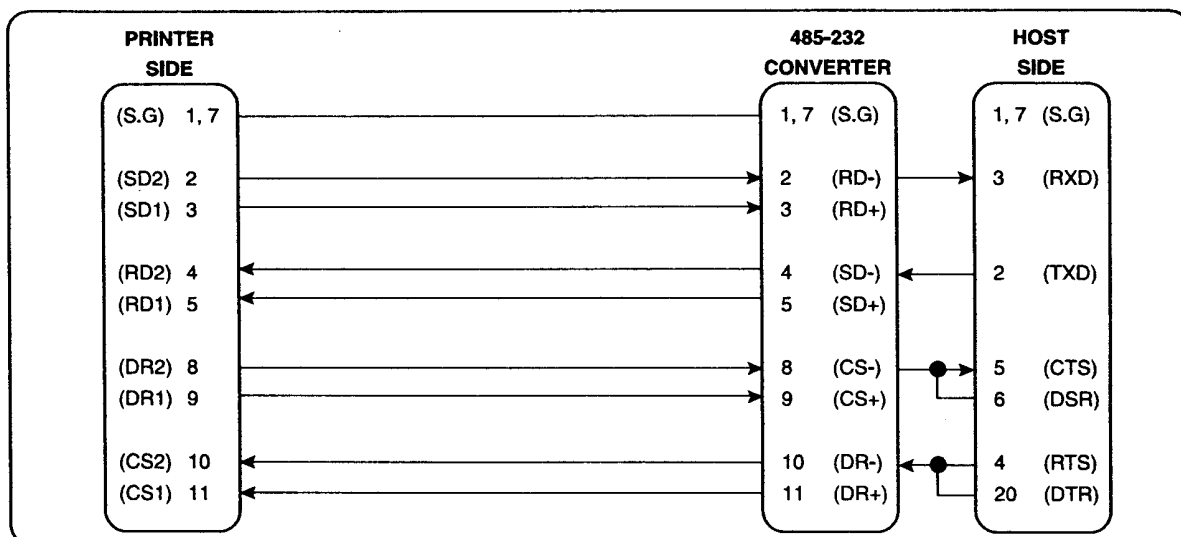 PRINTER SIDE
485-232 CONVERTER
HOST SIDE
(S.G) 1, 7
1, 7 (S.G)
1, 7 (S.G)
(SD2) 2
2 (RD-)
3 (RXD)
(SD1) 3
3 (RD+)
(RD2) 4
4 (SD-)
2 (TXD)
(RD1) 5
5 (SD+)
(DR2) 8
8 (CS-)
5 (CTS)
(DR1) 9
9 (CS+)
6 (DSR)
(CS2) 10
10 (DR-)
4 (RTS)
(CS1) 11
11 (DR+)
20 (DTR)